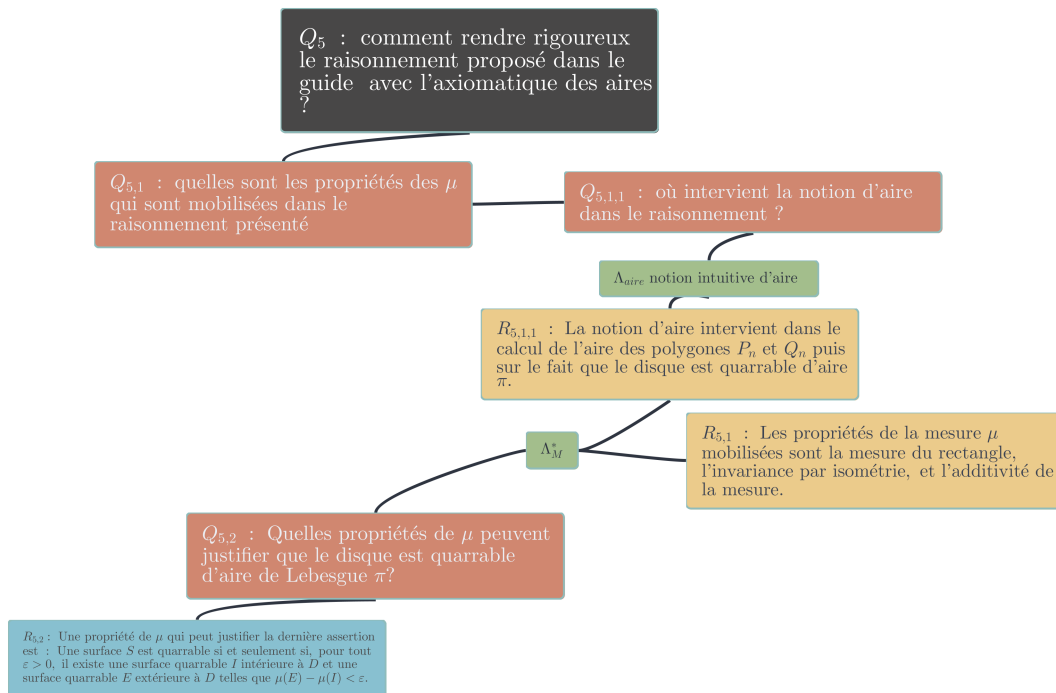 Q₅ : comment rendre rigoureux
le raisonnement proposé dans le
guide avec l'axiomatique des aires
?
Q₅,₁ : quelles sont les propriétés des μ
qui sont mobilisées dans le
raisonnement présenté
Q₅,₁,₁ : où intervient la notion d'aire
dans le raisonnement ?
Λ_aire notion intuitive d'aire
R₅,₁,₁ : La notion d'aire intervient dans le
calcul de l'aire des polygones Pₙ et Qₙ puis
sur le fait que le disque est quarrable d'aire
π.
Λ*_M
R₅,₁ : Les propriétés de la mesure μ
mobilisées sont la mesure du rectangle,
l'invariance par isométrie, et l'additivité de
la mesure.
Q₅,₂ : Quelles propriétés de μ peuvent
justifier que le disque est quarrable
d'aire de Lebesgue π?
R₅,₂ : Une propriété de μ qui peut justifier la dernière assertion
est : Une surface S est quarrable si et seulement si, pour tout
ε > 0, il existe une surface quarrable I intérieure à D et une
surface quarrable E extérieure à D telles que μ(E) − μ(I) < ε.